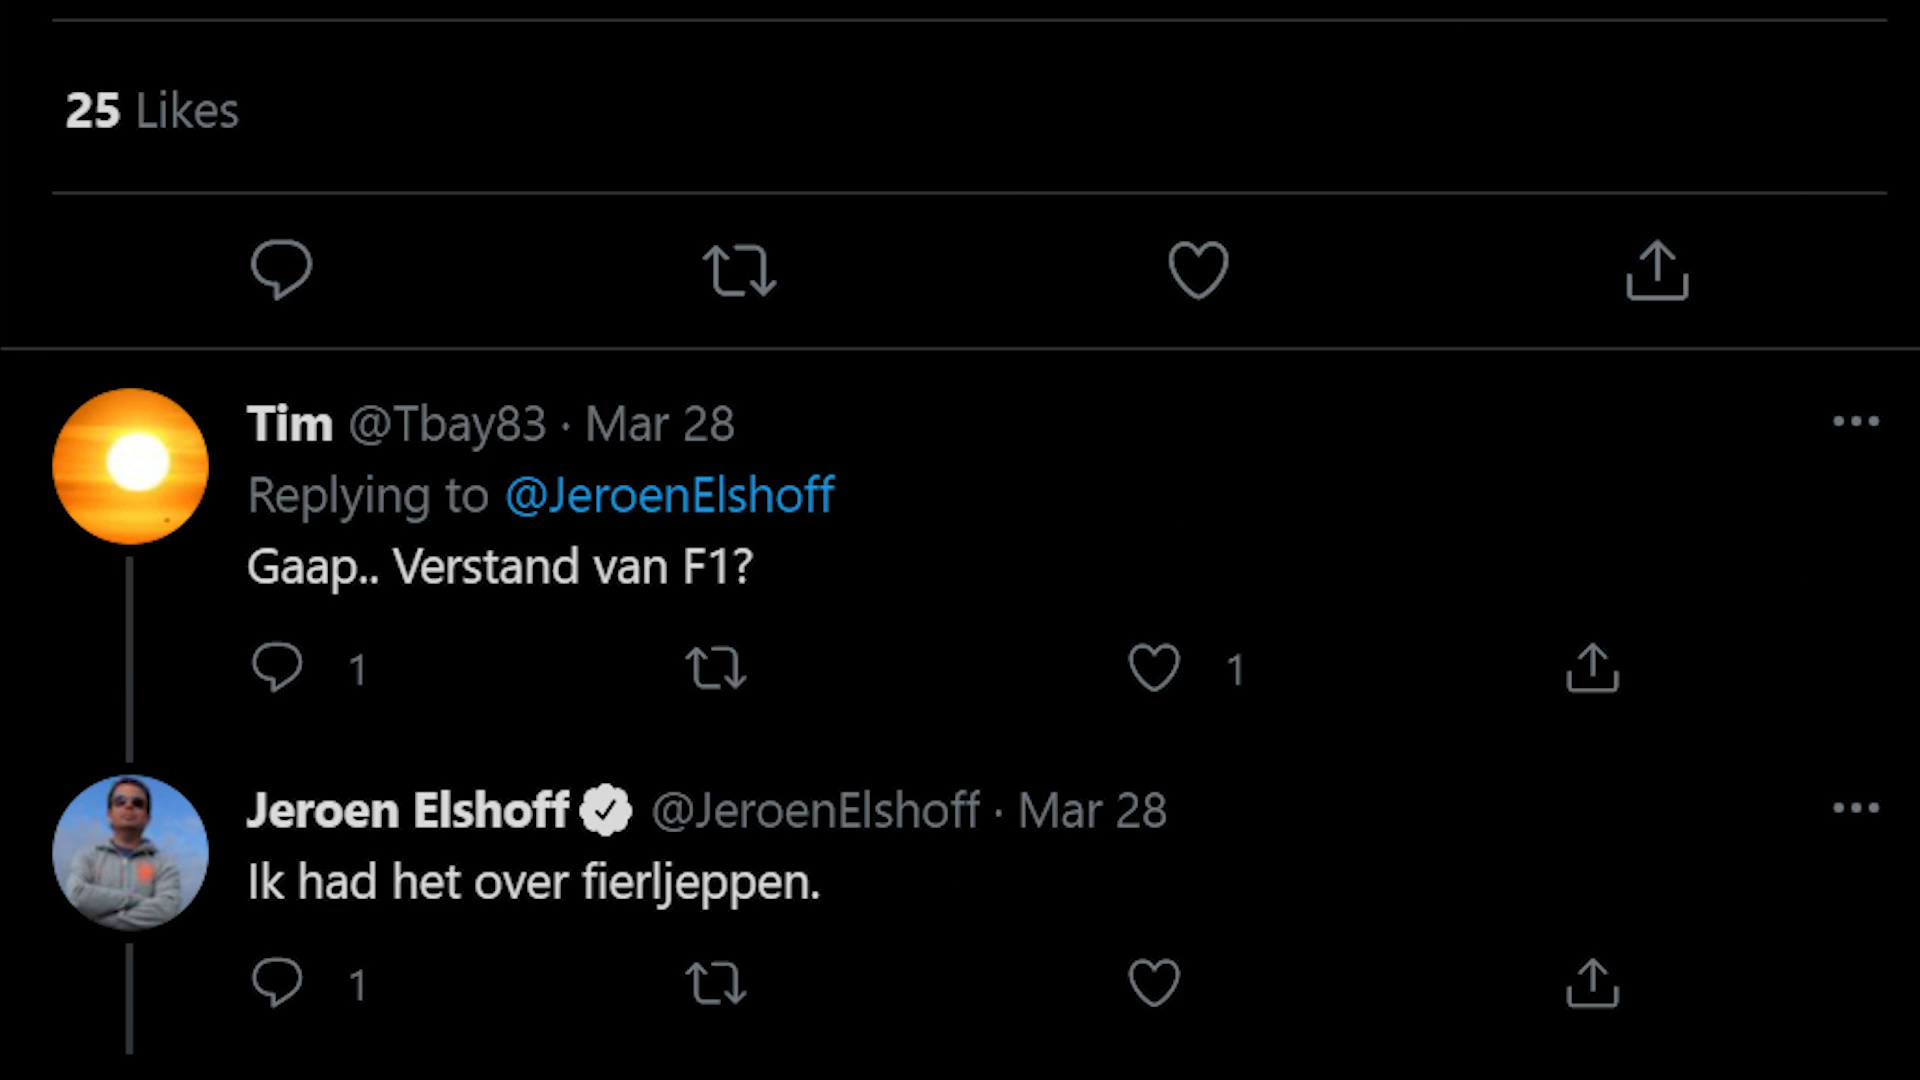 25 Likes
Tim @Tbay83 · Mar 28
Replying to @JeroenElshoff
Gaap.. Verstand van F1?
1 1
Jeroen Elshoff @JeroenElshoff · Mar 28
Ik had het over fierljeppen.
1